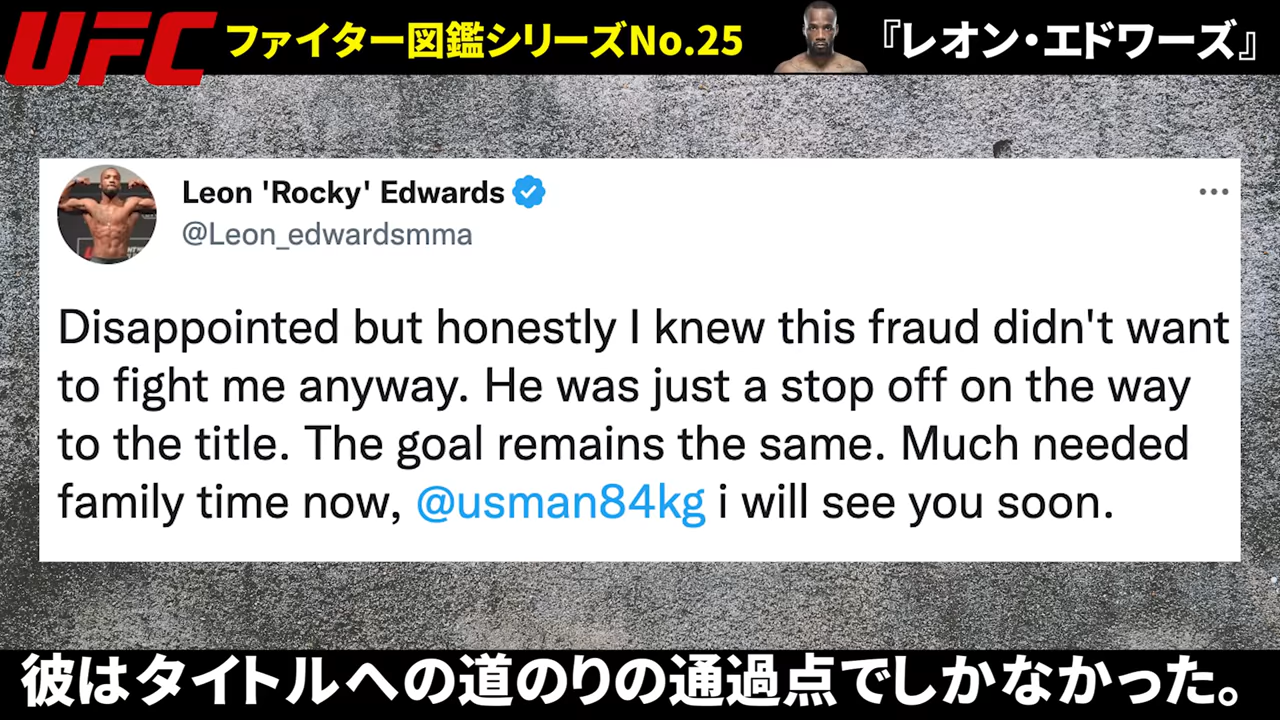 UFC ファイター図鑑シリーズNo.25 『レオン・エドワーズ』
Leon 'Rocky' Edwards
@Leon_edwardsmma
Disappointed but honestly I knew this fraud didn't want
to fight me anyway. He was just a stop off on the way
to the title. The goal remains the same. Much needed
family time now, @usman84kg i will see you soon.
彼はタイトルへの道のりの通過点でしかなかった。